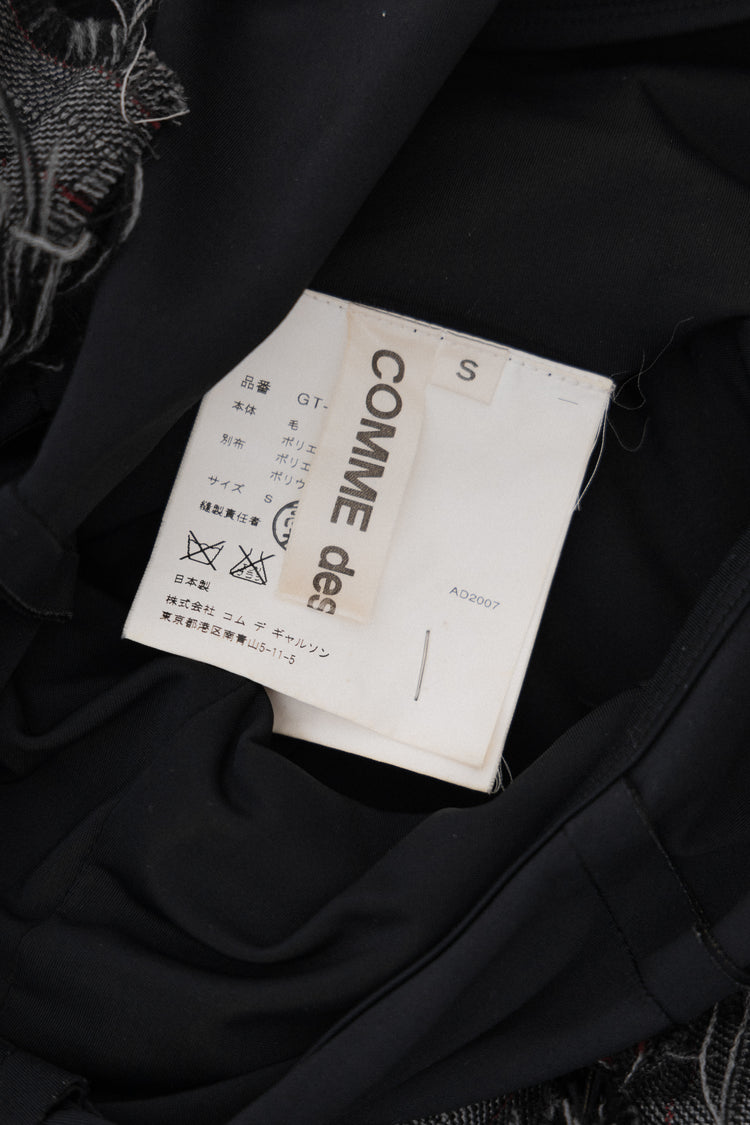 COMME des
S
品番
GT-
本体
毛
別布
ポリエ
ポリエ
ポリウ
サイズ S
縫製責任者
日本製
株式会社 コム デ ギャルソン
東京都港区南青山5-11-5
AD2007